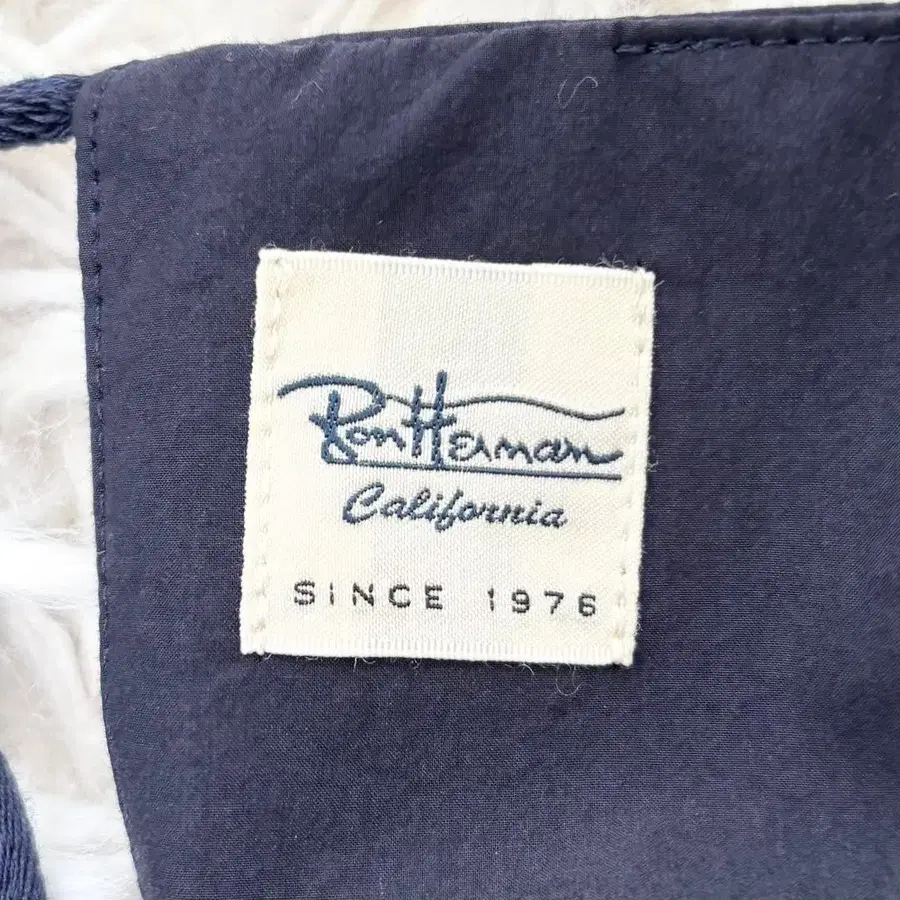 Ron Herman
California
SINCE 1976